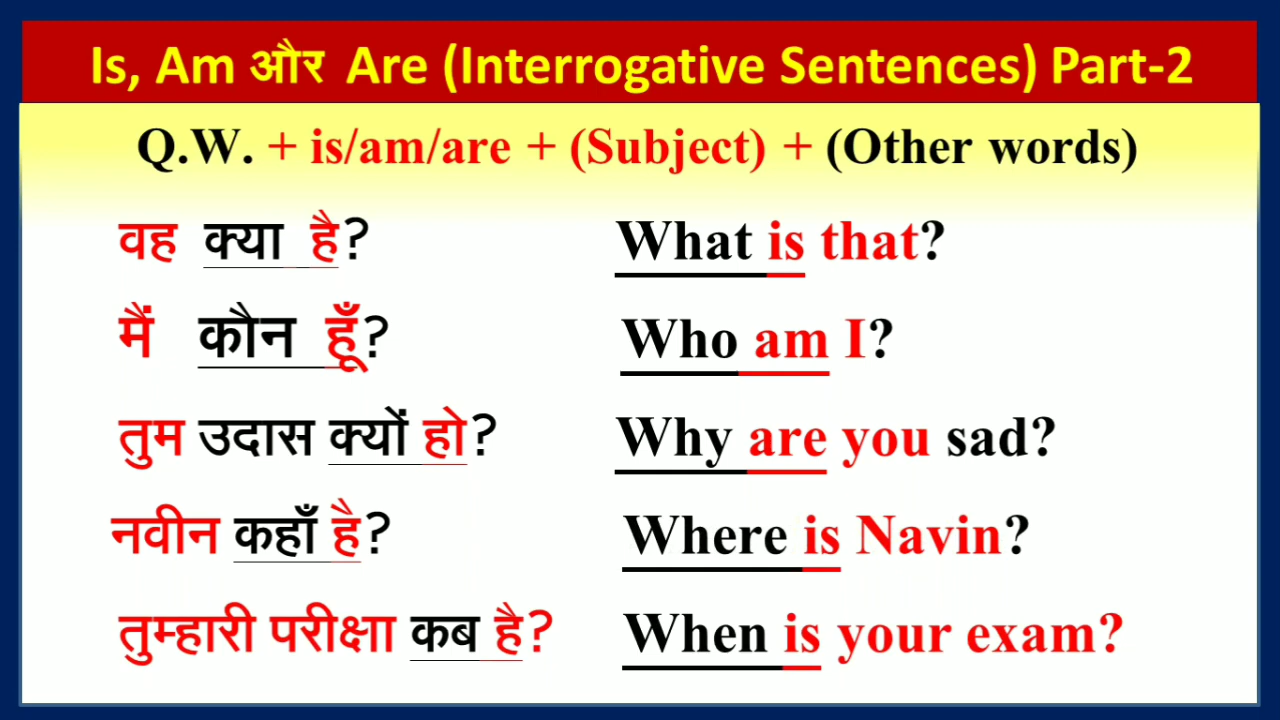 Is, Am और Are (Interrogative Sentences) Part-2
Q.W. + is/am/are + (Subject) + (Other words)
वह क्या है? What is that?
मैं कौन हूँ? Who am I?
तुम उदास क्यों हो? Why are you sad?
नवीन कहाँ है? Where is Navin?
तुम्हारी परीक्षा कब है? When is your exam?